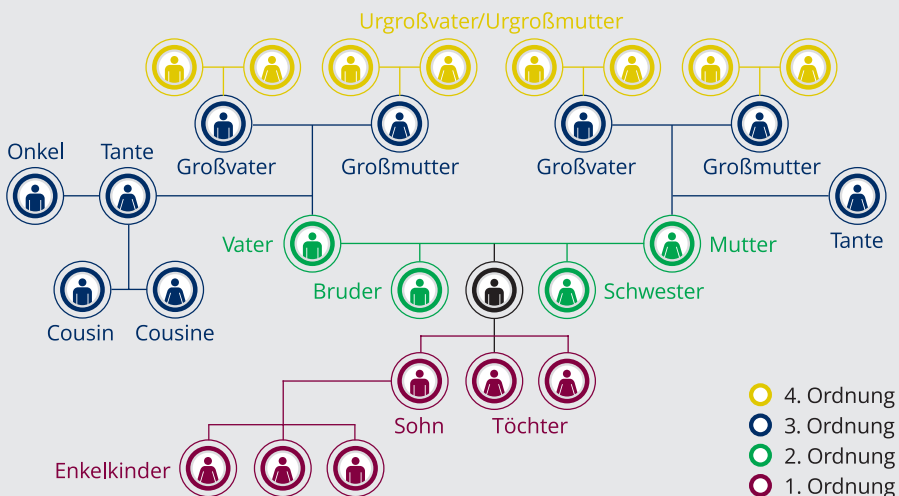 Urgroßvater/Urgroßmutter
Großvater
Großmutter
Großvater
Großmutter
Onkel
Tante
Tante
Vater
Mutter
Bruder
Schwester
Cousin
Cousine
Sohn
Töchter
Enkelkinder
4. Ordnung
3. Ordnung
2. Ordnung
1. Ordnung